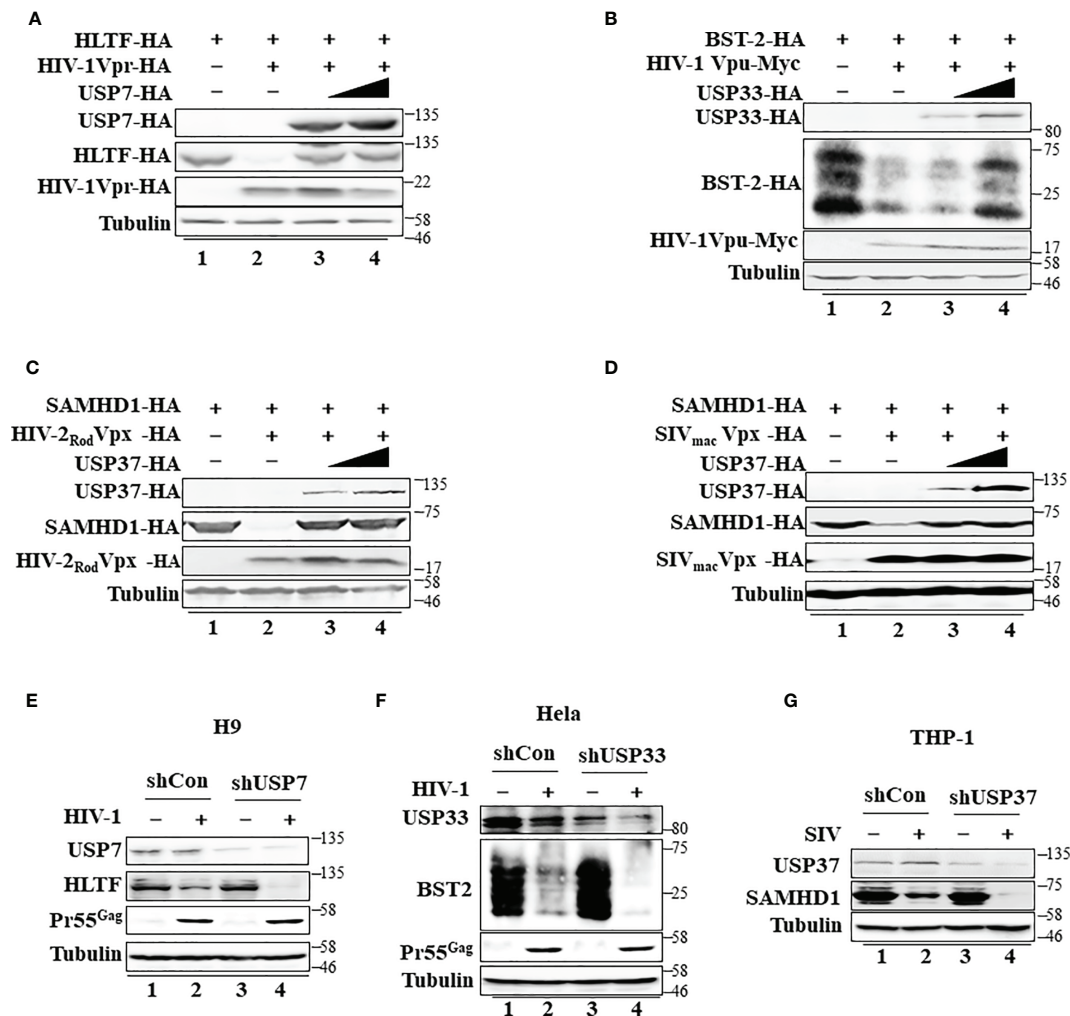 A
HLTF-HA + + + +
HIV-1Vpr-HA − + + +
USP7-HA − −
USP7-HA 135
135
HLTF-HA
HIV-1Vpr-HA 22
Tubulin 58
46
1 2 3 4
B
BST-2-HA + + + +
HIV-1 Vpu-Myc − + + +
USP33-HA − −
USP33-HA
80
75
BST-2-HA
25
HIV-1Vpu-Myc 17
58
Tubulin
46
1 2 3 4
C
SAMHD1-HA + + + +
HIV-2RodVpx -HA − + + +
USP37-HA − −
USP37-HA 135
75
SAMHD1-HA
HIV-2RodVpx -HA
17
58
Tubulin
46
1 2 3 4
D
SAMHD1-HA + + + +
SIVmac Vpx -HA − + + +
USP37-HA − −
USP37-HA 135
75
SAMHD1-HA
SIVmacVpx -HA
17
58
Tubulin
46
1 2 3 4
E
H9
shCon shUSP7
HIV-1 − + − +
135
USP7
135
HLTF
Pr55Gag 58
58
Tubulin
46
1 2 3 4
F
Hela
shCon shUSP33
HIV-1 − + − +
USP33
80
75
BST2
25
58
Pr55Gag
58
Tubulin
46
1 2 3 4
G
THP-1
shCon shUSP37
SIV − + − +
USP37 135
75
SAMHD1
58
Tubulin
46
1 2 3 4